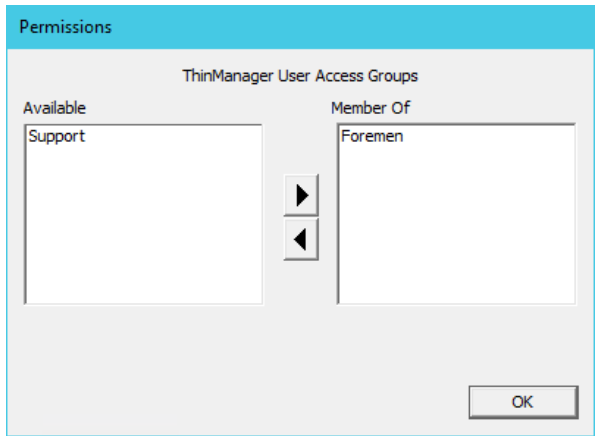 Permissions
ThinManager User Access Groups
Available
Member Of
Support
Foremen
OK